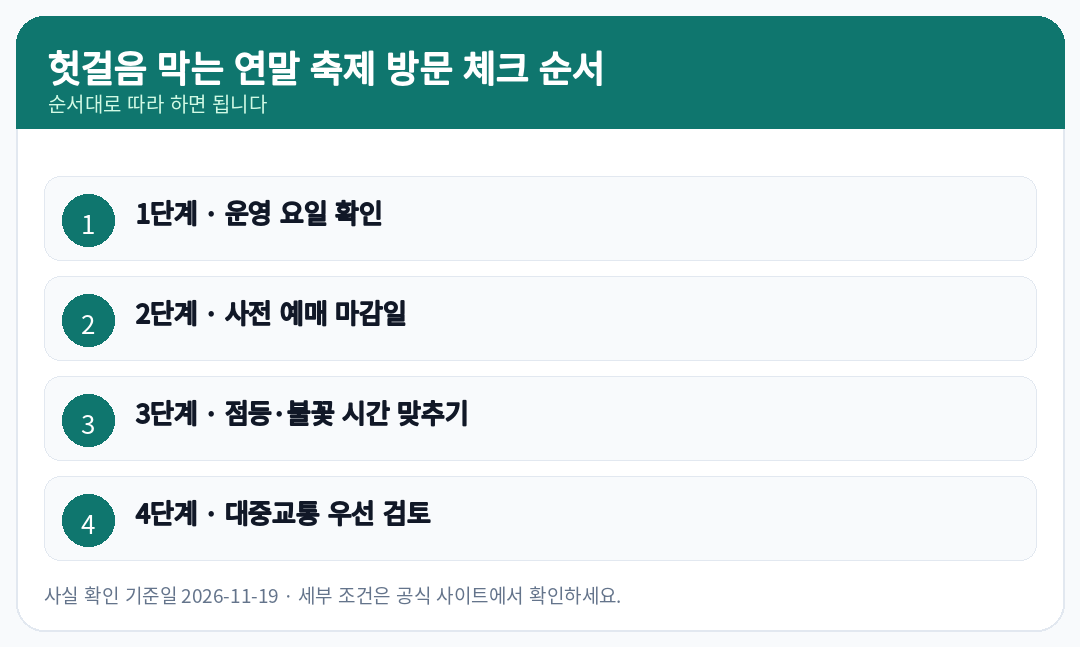 헛걸음 막는 연말 축제 방문 체크 순서
순서대로 따라 하면 됩니다
1
1단계 · 운영 요일 확인
2
2단계 · 사전 예매 마감일
3
3단계 · 점등·불꽃 시간 맞추기
4
4단계 · 대중교통 우선 검토
사실 확인 기준일 2026-11-19 · 세부 조건은 공식 사이트에서 확인하세요.